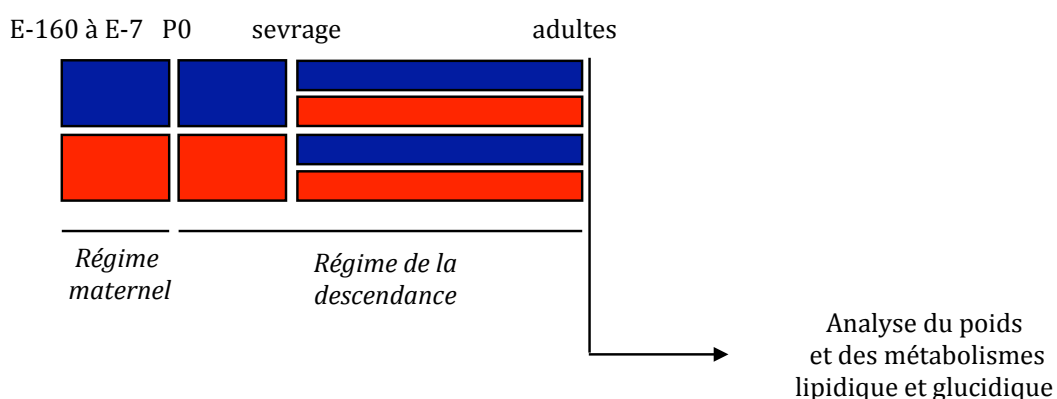 E-160 à E-7 P0 sevrage adultes
Régime
maternel
Régime de la
descendance
Analyse du poids
et des métabolismes
lipidique et glucidique